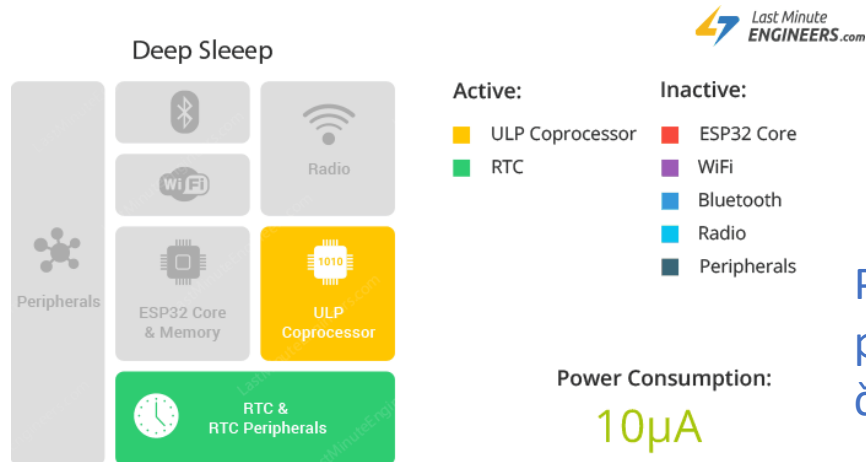 Last Minute
ENGINEERS.com
Deep Sleeep
Active:
ULP Coprocessor
RTC
Inactive:
ESP32 Core
WiFi
Bluetooth
Radio
Peripherals
WiFi
Radio
Peripherals
ESP32 Core
& Memory
1010
ULP
Coprocessor
RTC &
RTC Peripherals
Power Consumption:
10µA